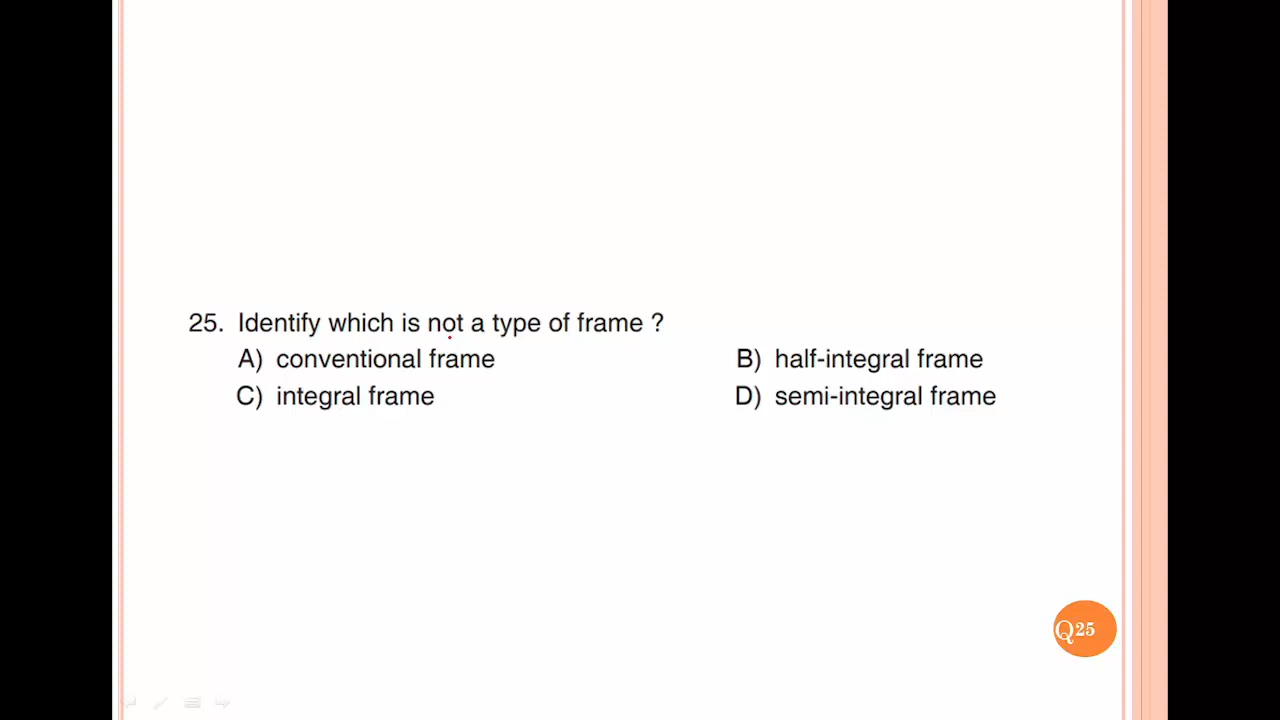 25. Identify which is not a type of frame ?
A) conventional frame B) half-integral frame
C) integral frame D) semi-integral frame
Q25